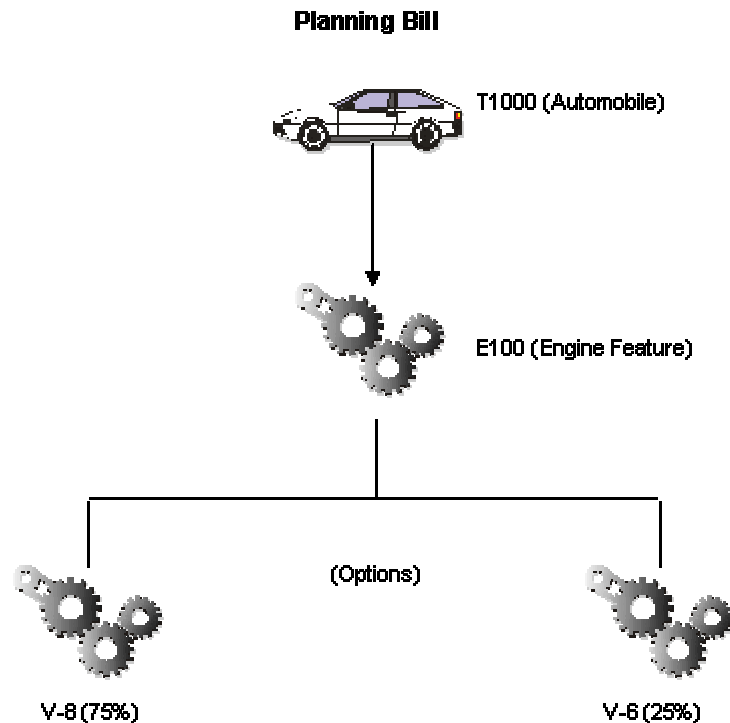 Planning Bill
T1000 (Automobile)
E100 (Engine Feature)
(Options)
V-8 (75%)
V-6 (25%)